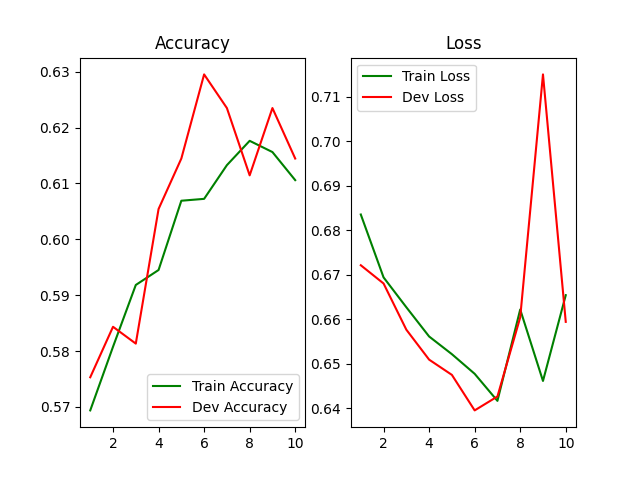 Accuracy
0.63
0.62
0.61
0.60
0.59
0.58
0.57
Train Accuracy
Dev Accuracy
2 4 6 8 10
Loss
Train Loss
Dev Loss
0.71
0.70
0.69
0.68
0.67
0.66
0.65
0.64
2 4 6 8 10